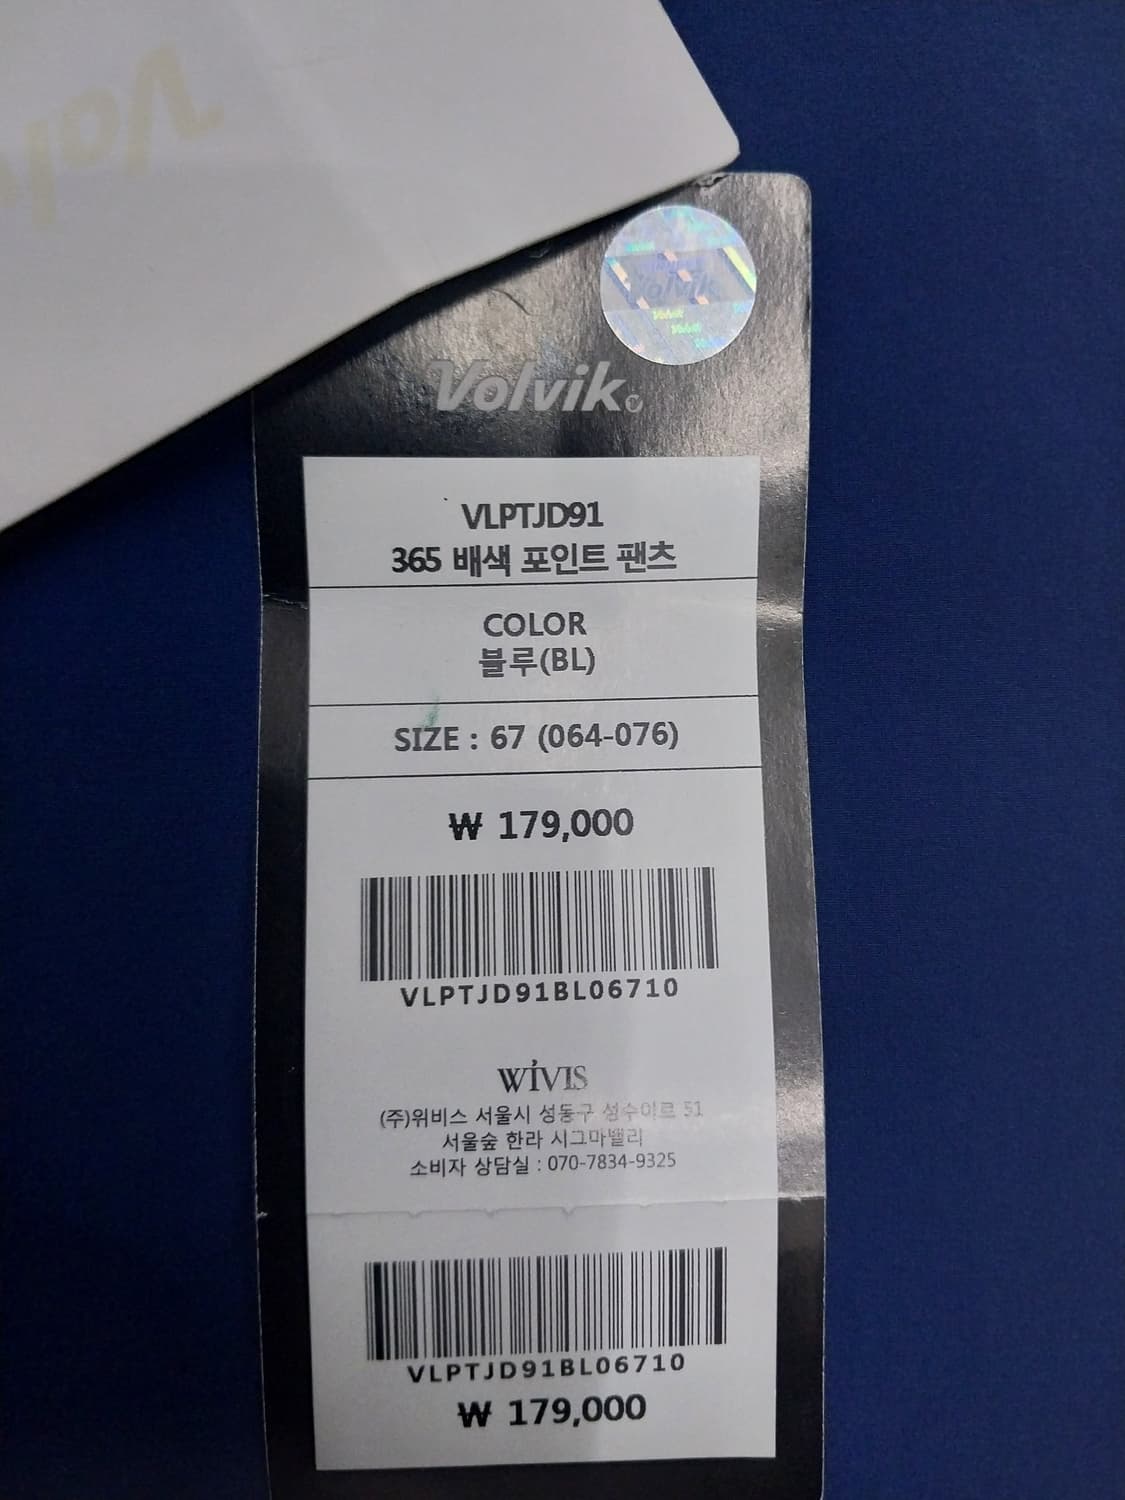 Volvik
Volvik
VLPTJD91
365 배색 포인트 팬츠
COLOR
블루(BL)
SIZE : 67 (064-076)
₩ 179,000
VLPTJD91BL06710
WIVIS
(주)위비스 서울시 성동구 성수이로 51
서울숲 한라 시그마밸리
소비자 상담실 : 070-7834-9325
VLPTJD91BL06710
₩ 179,000